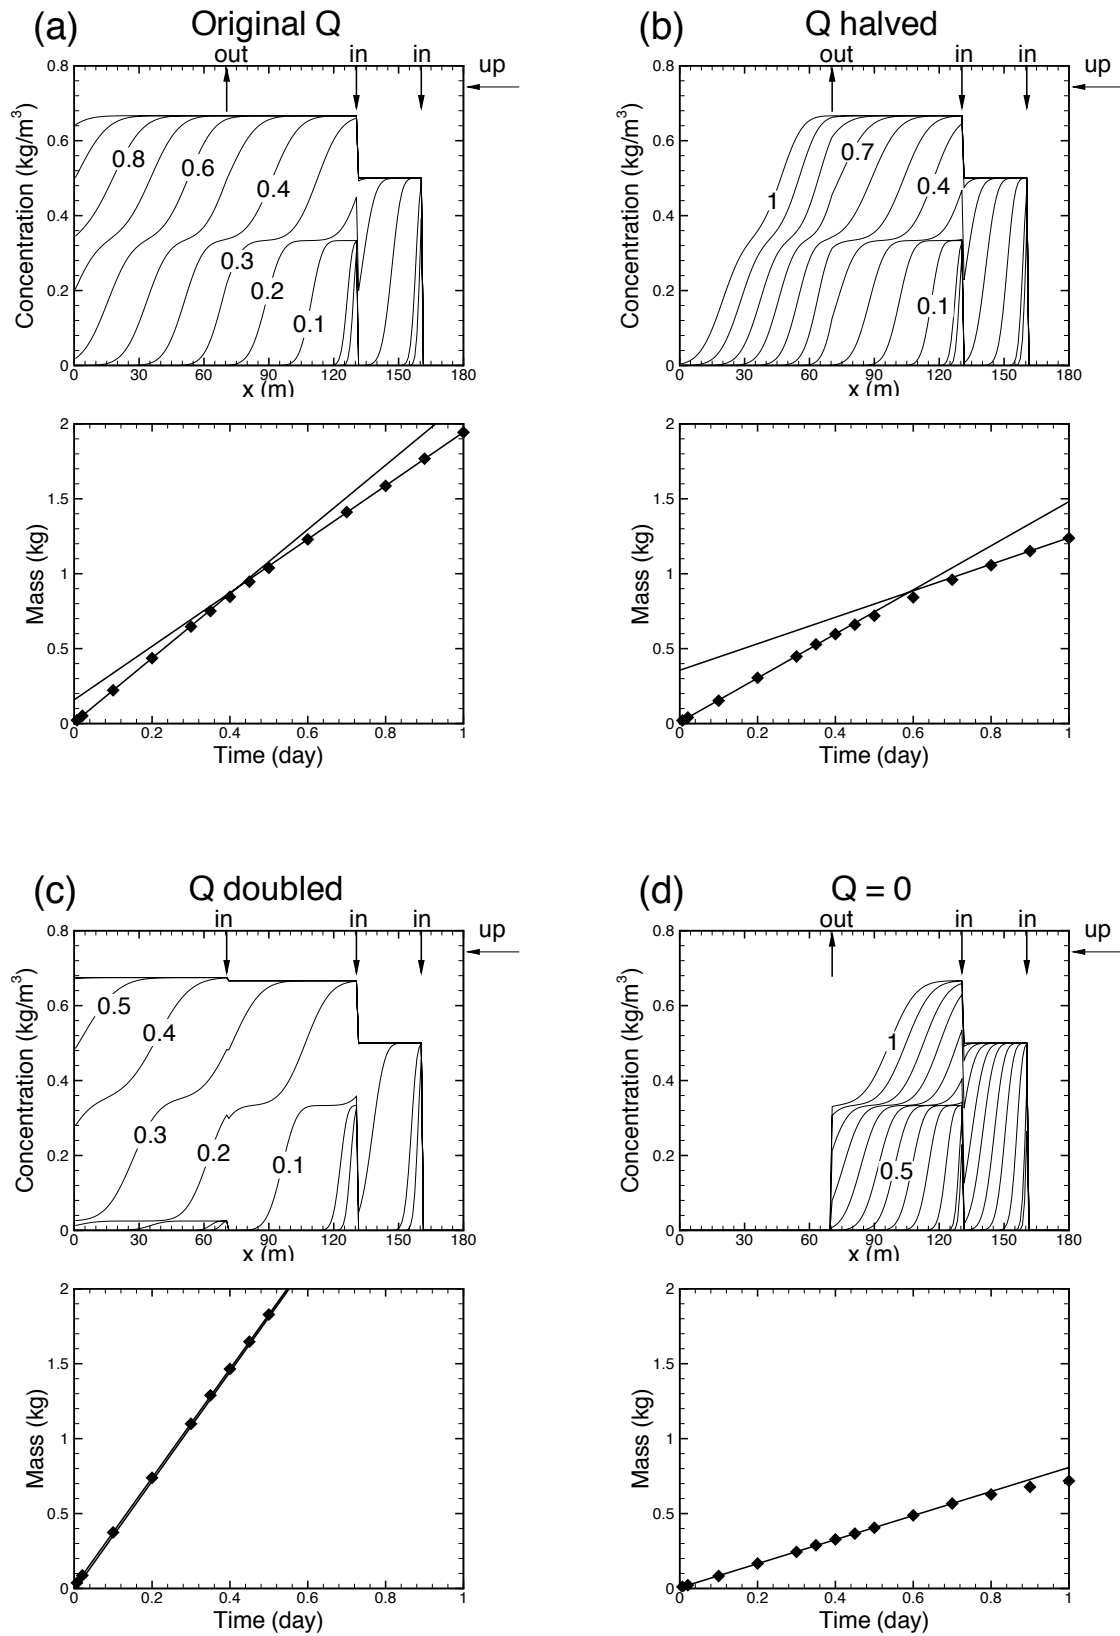 (a) Original Q
out in in up
Concentration (kg/m³)
0.8
0.6
0.4
0.2
0
0.8 0.6 0.4 0.3 0.2 0.1
0 30 60 90 120 150 180
x (m)
Mass (kg)
2
1.5
1
0.5
0
0 0.2 0.4 0.6 0.8 1
Time (day)
(b) Q halved
out in in up
Concentration (kg/m³)
0.8
0.6
0.4
0.2
0
1 0.7 0.4 0.1
0 30 60 90 120 150 180
x (m)
Mass (kg)
2
1.5
1
0.5
0
0 0.2 0.4 0.6 0.8 1
Time (day)
(c) Q doubled
in in in up
Concentration (kg/m³)
0.8
0.6
0.4
0.2
0
0.5 0.4 0.3 0.2 0.1
0 30 60 90 120 150 180
x (m)
Mass (kg)
2
1.5
1
0.5
0
0 0.2 0.4 0.6 0.8 1
Time (day)
(d) Q = 0
out in in up
Concentration (kg/m³)
0.8
0.6
0.4
0.2
0
1 0.5
0 30 60 90 120 150 180
x (m)
Mass (kg)
2
1.5
1
0.5
0
0 0.2 0.4 0.6 0.8 1
Time (day)